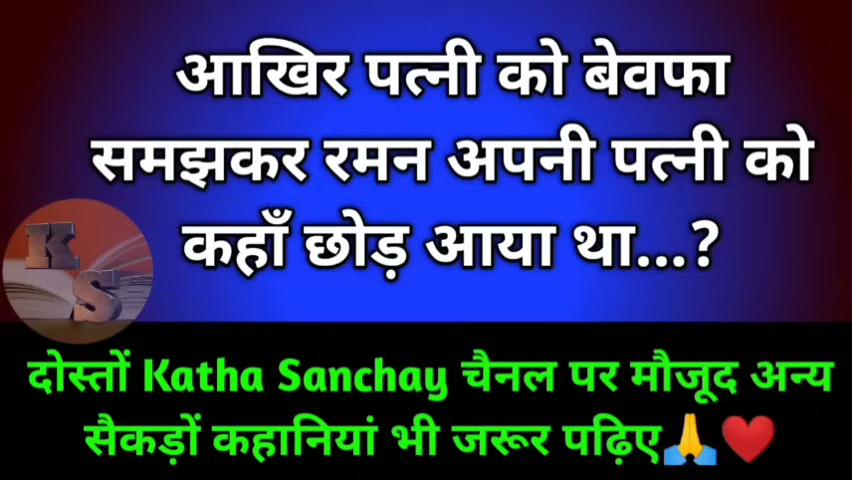 आखिर पत्नी को बेवफा
समझकर रमन अपनी पत्नी को
कहाँ छोड़ आया था...?
K
S
दोस्तों Katha Sanchay चैनल पर मौजूद अन्य
सैकड़ों कहानियां भी जरूर पढ़िए🙏❤️